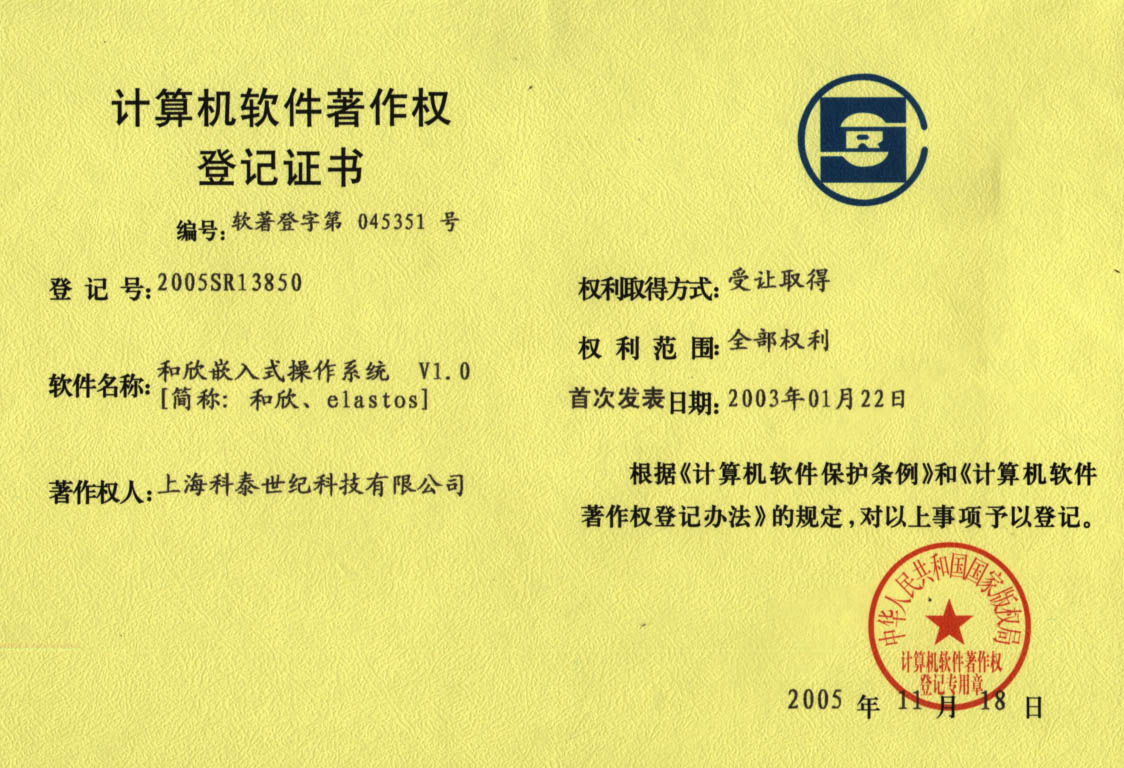 计算机软件著作权
登记证书
编号: 软著登字第 045351 号
登 记 号: 2005SR13850
软件名称: 和欣嵌入式操作系统 V1.0
[简称: 和欣、elastos]
著作权人: 上海科泰世纪科技有限公司
R
权利取得方式: 受让取得
权 利 范 围: 全部权利
首次发表日期: 2003年01月22日
根据《计算机软件保护条例》和《计算机软件
著作权登记办法》的规定,对以上事项予以登记。
中华人民共和国国家版权局
计算机软件著作权
登记专用章
2005 年 11 月 18 日